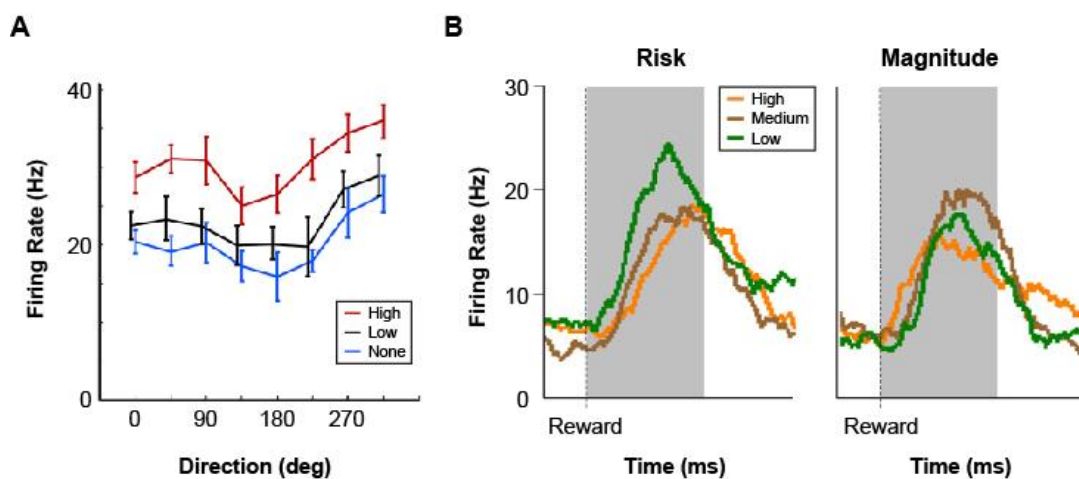 A
Firing Rate (Hz)
40
20
0
0 90 180 270
Direction (deg)
High
Low
None
B
Risk
Magnitude
Firing Rate (Hz)
30
20
10
0
High
Medium
Low
Reward
Reward
Time (ms)
Time (ms)